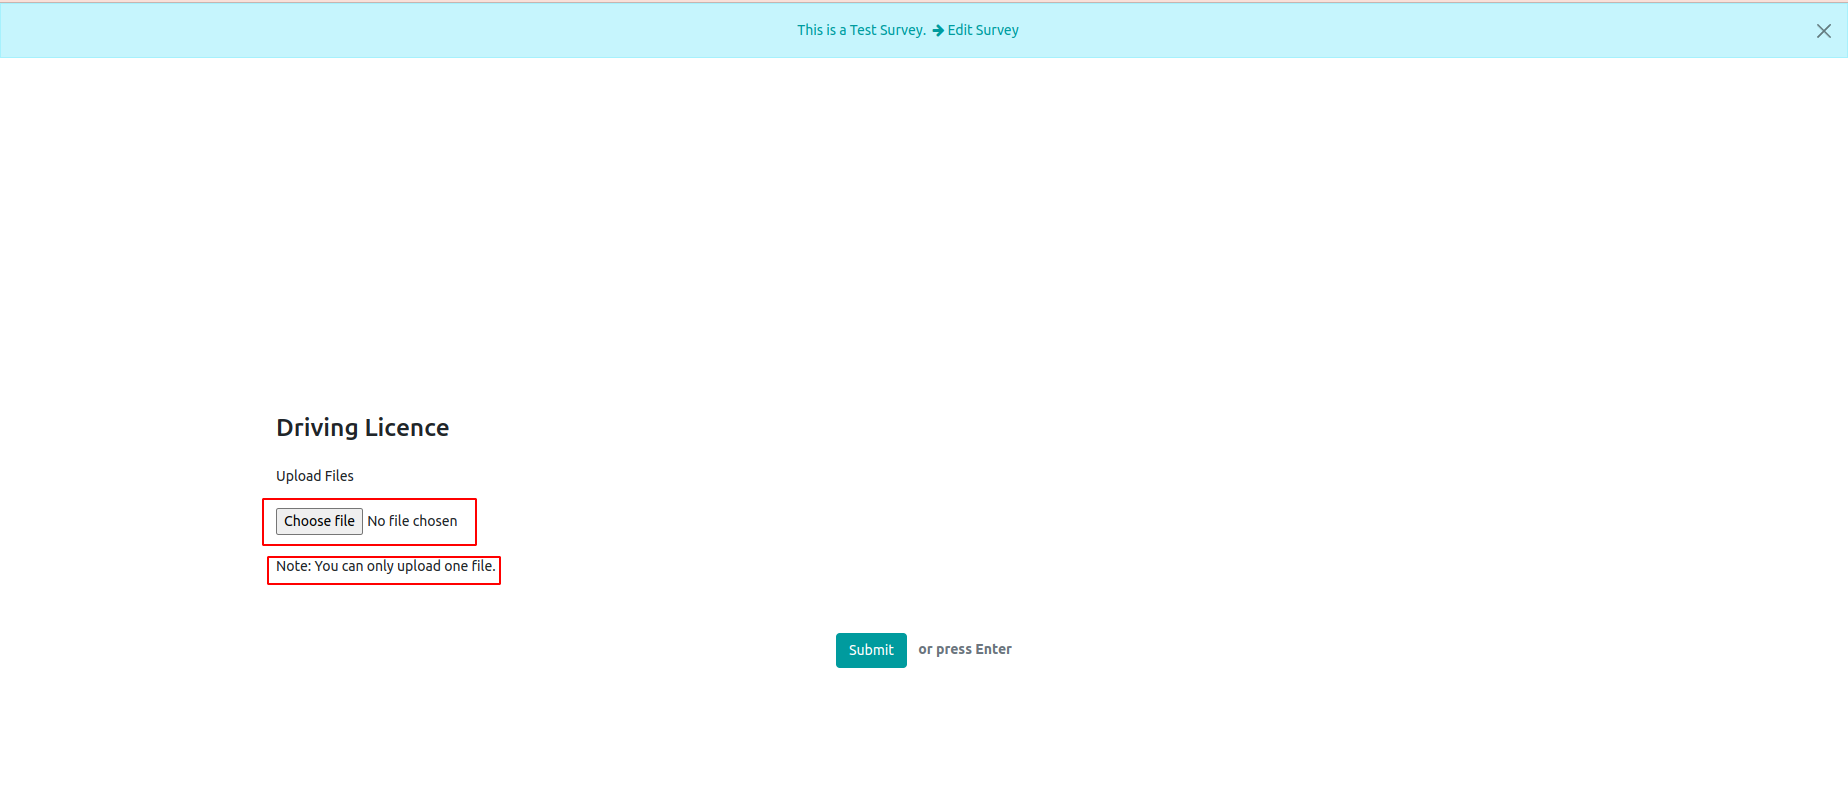 This is a Test Survey. Edit Survey
Driving Licence
Upload Files
Choose file No file chosen
Note: You can only upload one file.
Submit or press Enter